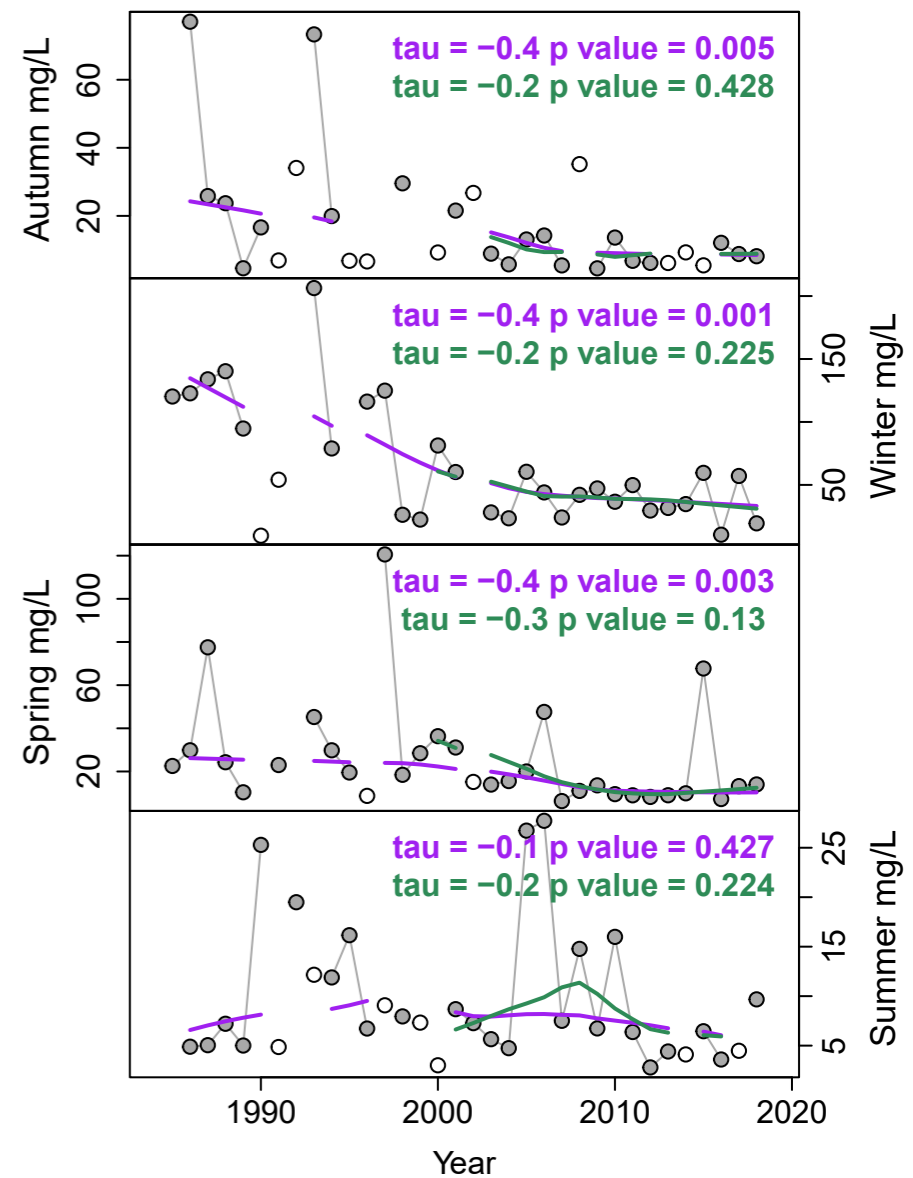 Autumn mg/L
20
40
60
tau = −0.4 p value = 0.005
tau = −0.2 p value = 0.428
Winter mg/L
50
150
tau = −0.4 p value = 0.001
tau = −0.2 p value = 0.225
Spring mg/L
20
60
100
tau = −0.4 p value = 0.003
tau = −0.3 p value = 0.13
Summer mg/L
5
15
25
tau = −0.1 p value = 0.427
tau = −0.2 p value = 0.224
1990 2000 2010 2020
Year